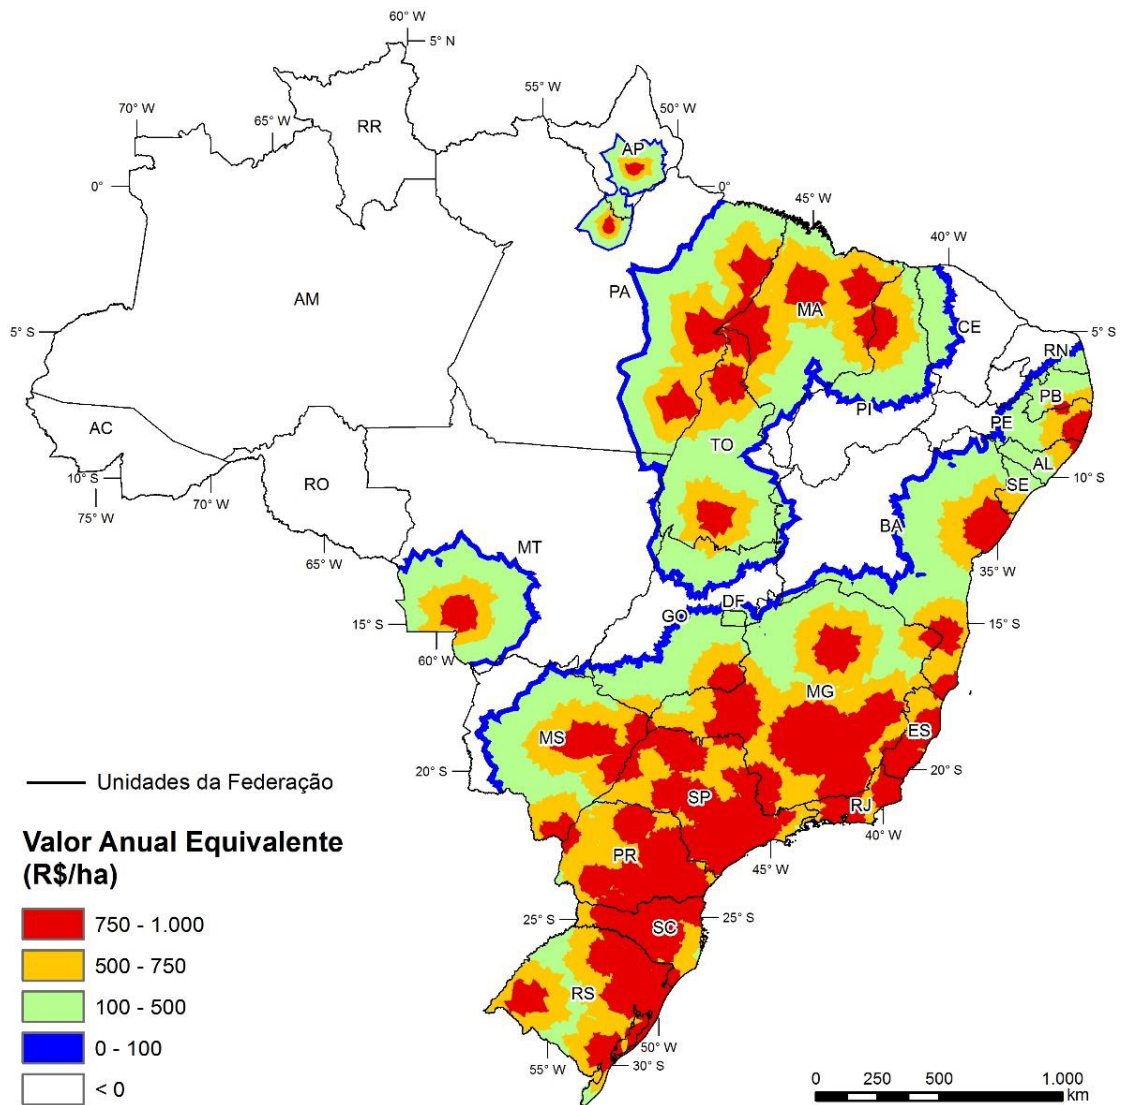 60° W
5° N
55° W
70° W
50° W
65° W
RR
AP
0°
0°
45° W
40° W
PA
AM
MA
CE
5° S
5° S
RN
PB
PI
PE
AC
TO
AL
10° S
10° S
RO
SE
75° W
70° W
BA
MT
65° W
35° W
DF
GO
15° S
15° S
60° W
MG
MS
ES
20° S
20° S
Unidades da Federação
SP
RJ
40° W
Valor Anual Equivalente
(R$/ha)
PR
45° W
750 - 1.000
25° S
25° S
SC
500 - 750
RS
100 - 500
50° W
0 - 100
55° W
30° S
< 0
0 250 500 1.000
km